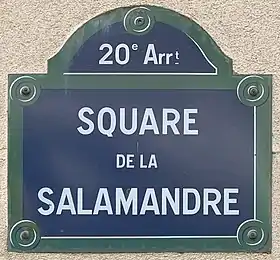 20e Arrt
SQUARE
DE LA
SALAMANDRE